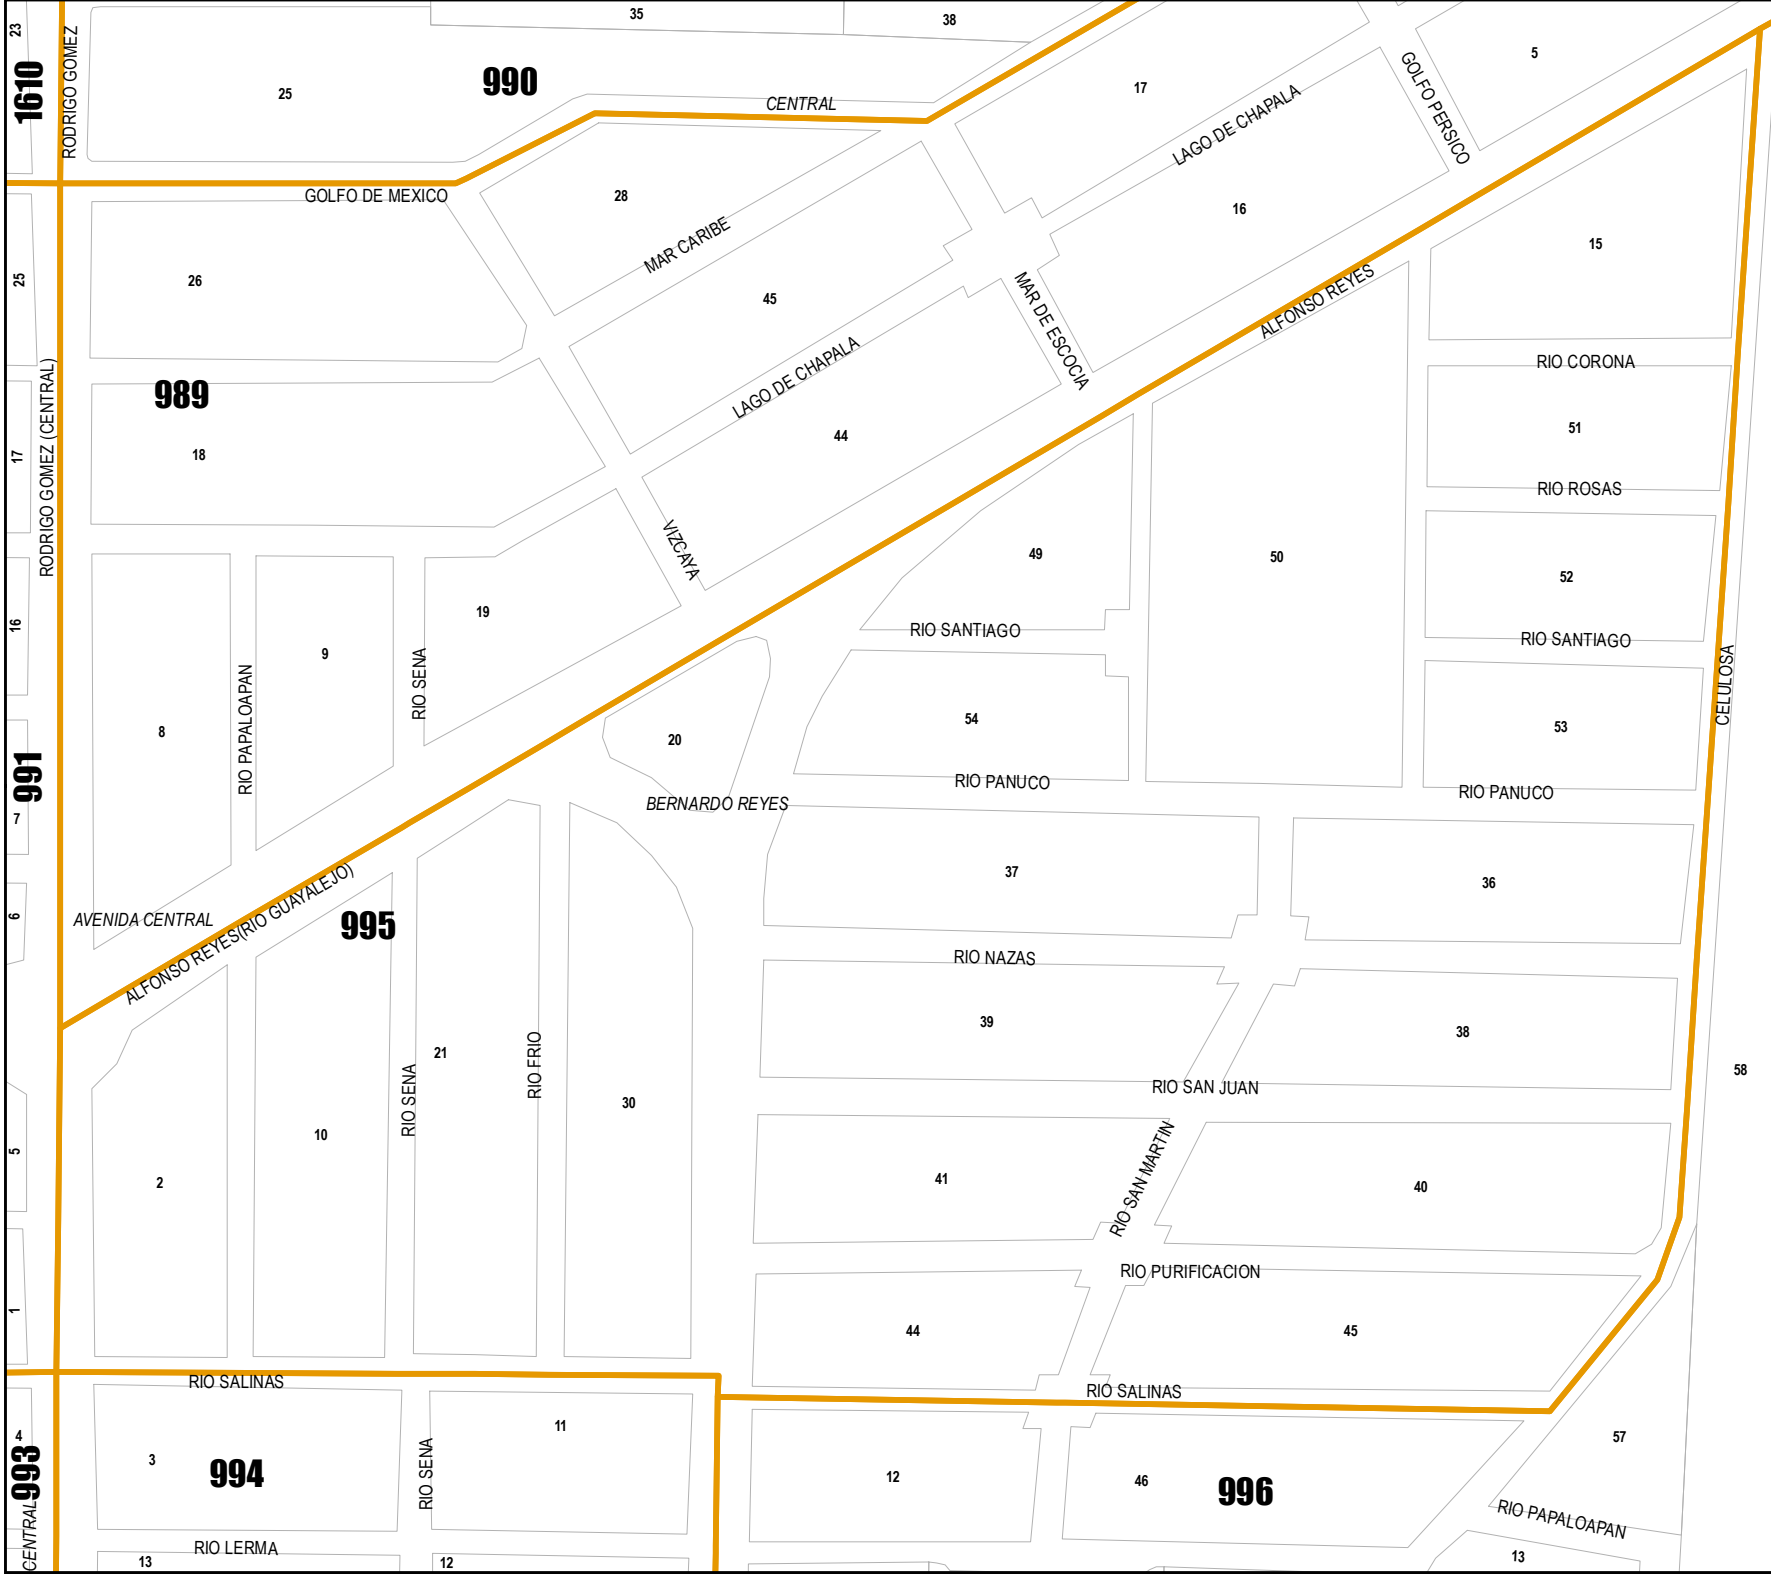 23
35
38
5
RODRIGO GOMEZ
1610
25
990
CENTRAL
17
LAGO DE CHAPALA
GOLFO PERSICO
GOLFO DE MEXICO
28
16
MAR CARIBE
15
25
26
45
MAR DE ESCOCIA
ALFONSO REYES
RIO CORONA
989
LAGO DE CHAPALA
51
17
RODRIGO GOMEZ (CENTRAL)
18
44
RIO ROSAS
VIZCAYA
49
50
52
16
9
19
RIO SANTIAGO
RIO SANTIAGO
RIO SENA
RIO PAPALOAPAN
CELULOSA
8
20
54
53
991
RIO PANUCO
RIO PANUCO
7
BERNARDO REYES
37
36
6
AVENIDA CENTRAL
ALFONSO REYES(RIO GUAYALEJO)
995
RIO NAZAS
39
38
21
RIO FRIO
58
RIO SENA
30
RIO SAN JUAN
10
5
2
41
RIO SAN MARTIN
40
RIO PURIFICACION
1
44
45
RIO SALINAS
RIO SALINAS
4
993
3
994
RIO SENA
11
12
46
996
57
CENTRAL
RIO PAPALOAPAN
RIO LERMA
13
12
13